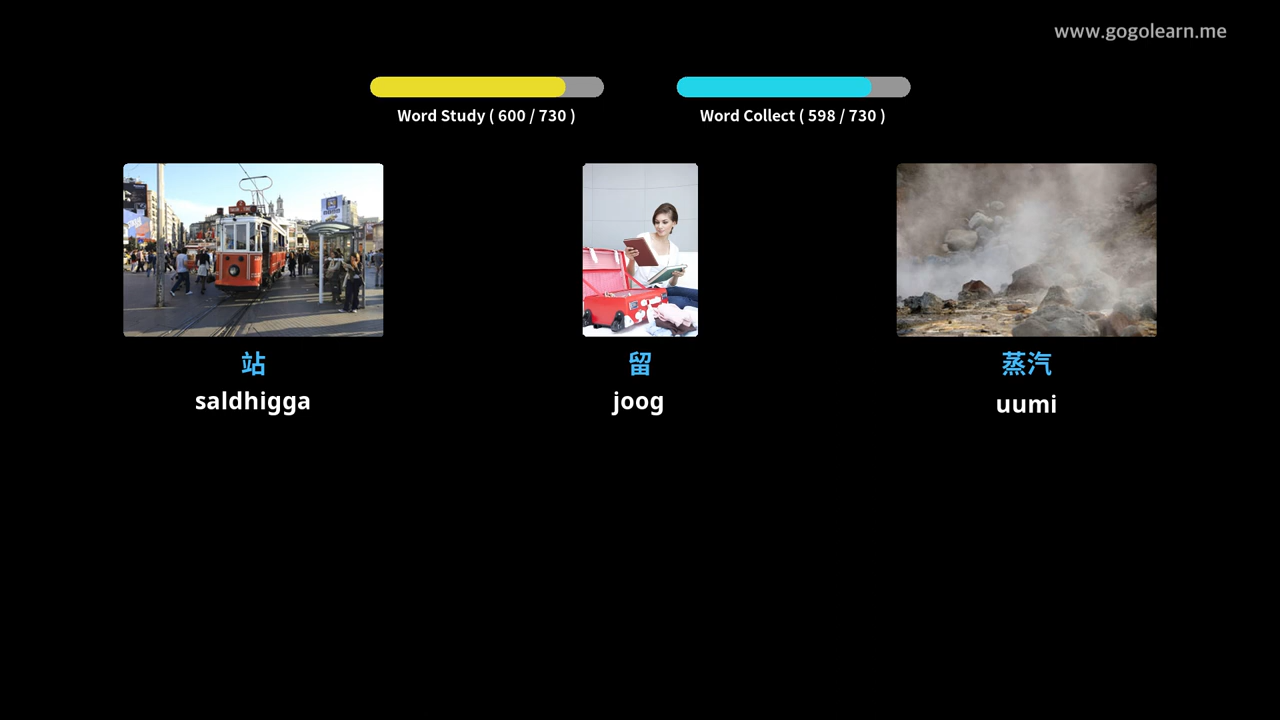 www.gogolearn.me
Word Study ( 600 / 730 )
Word Collect ( 598 / 730 )
站
留
蒸汽
saldhigga
joog
uumi